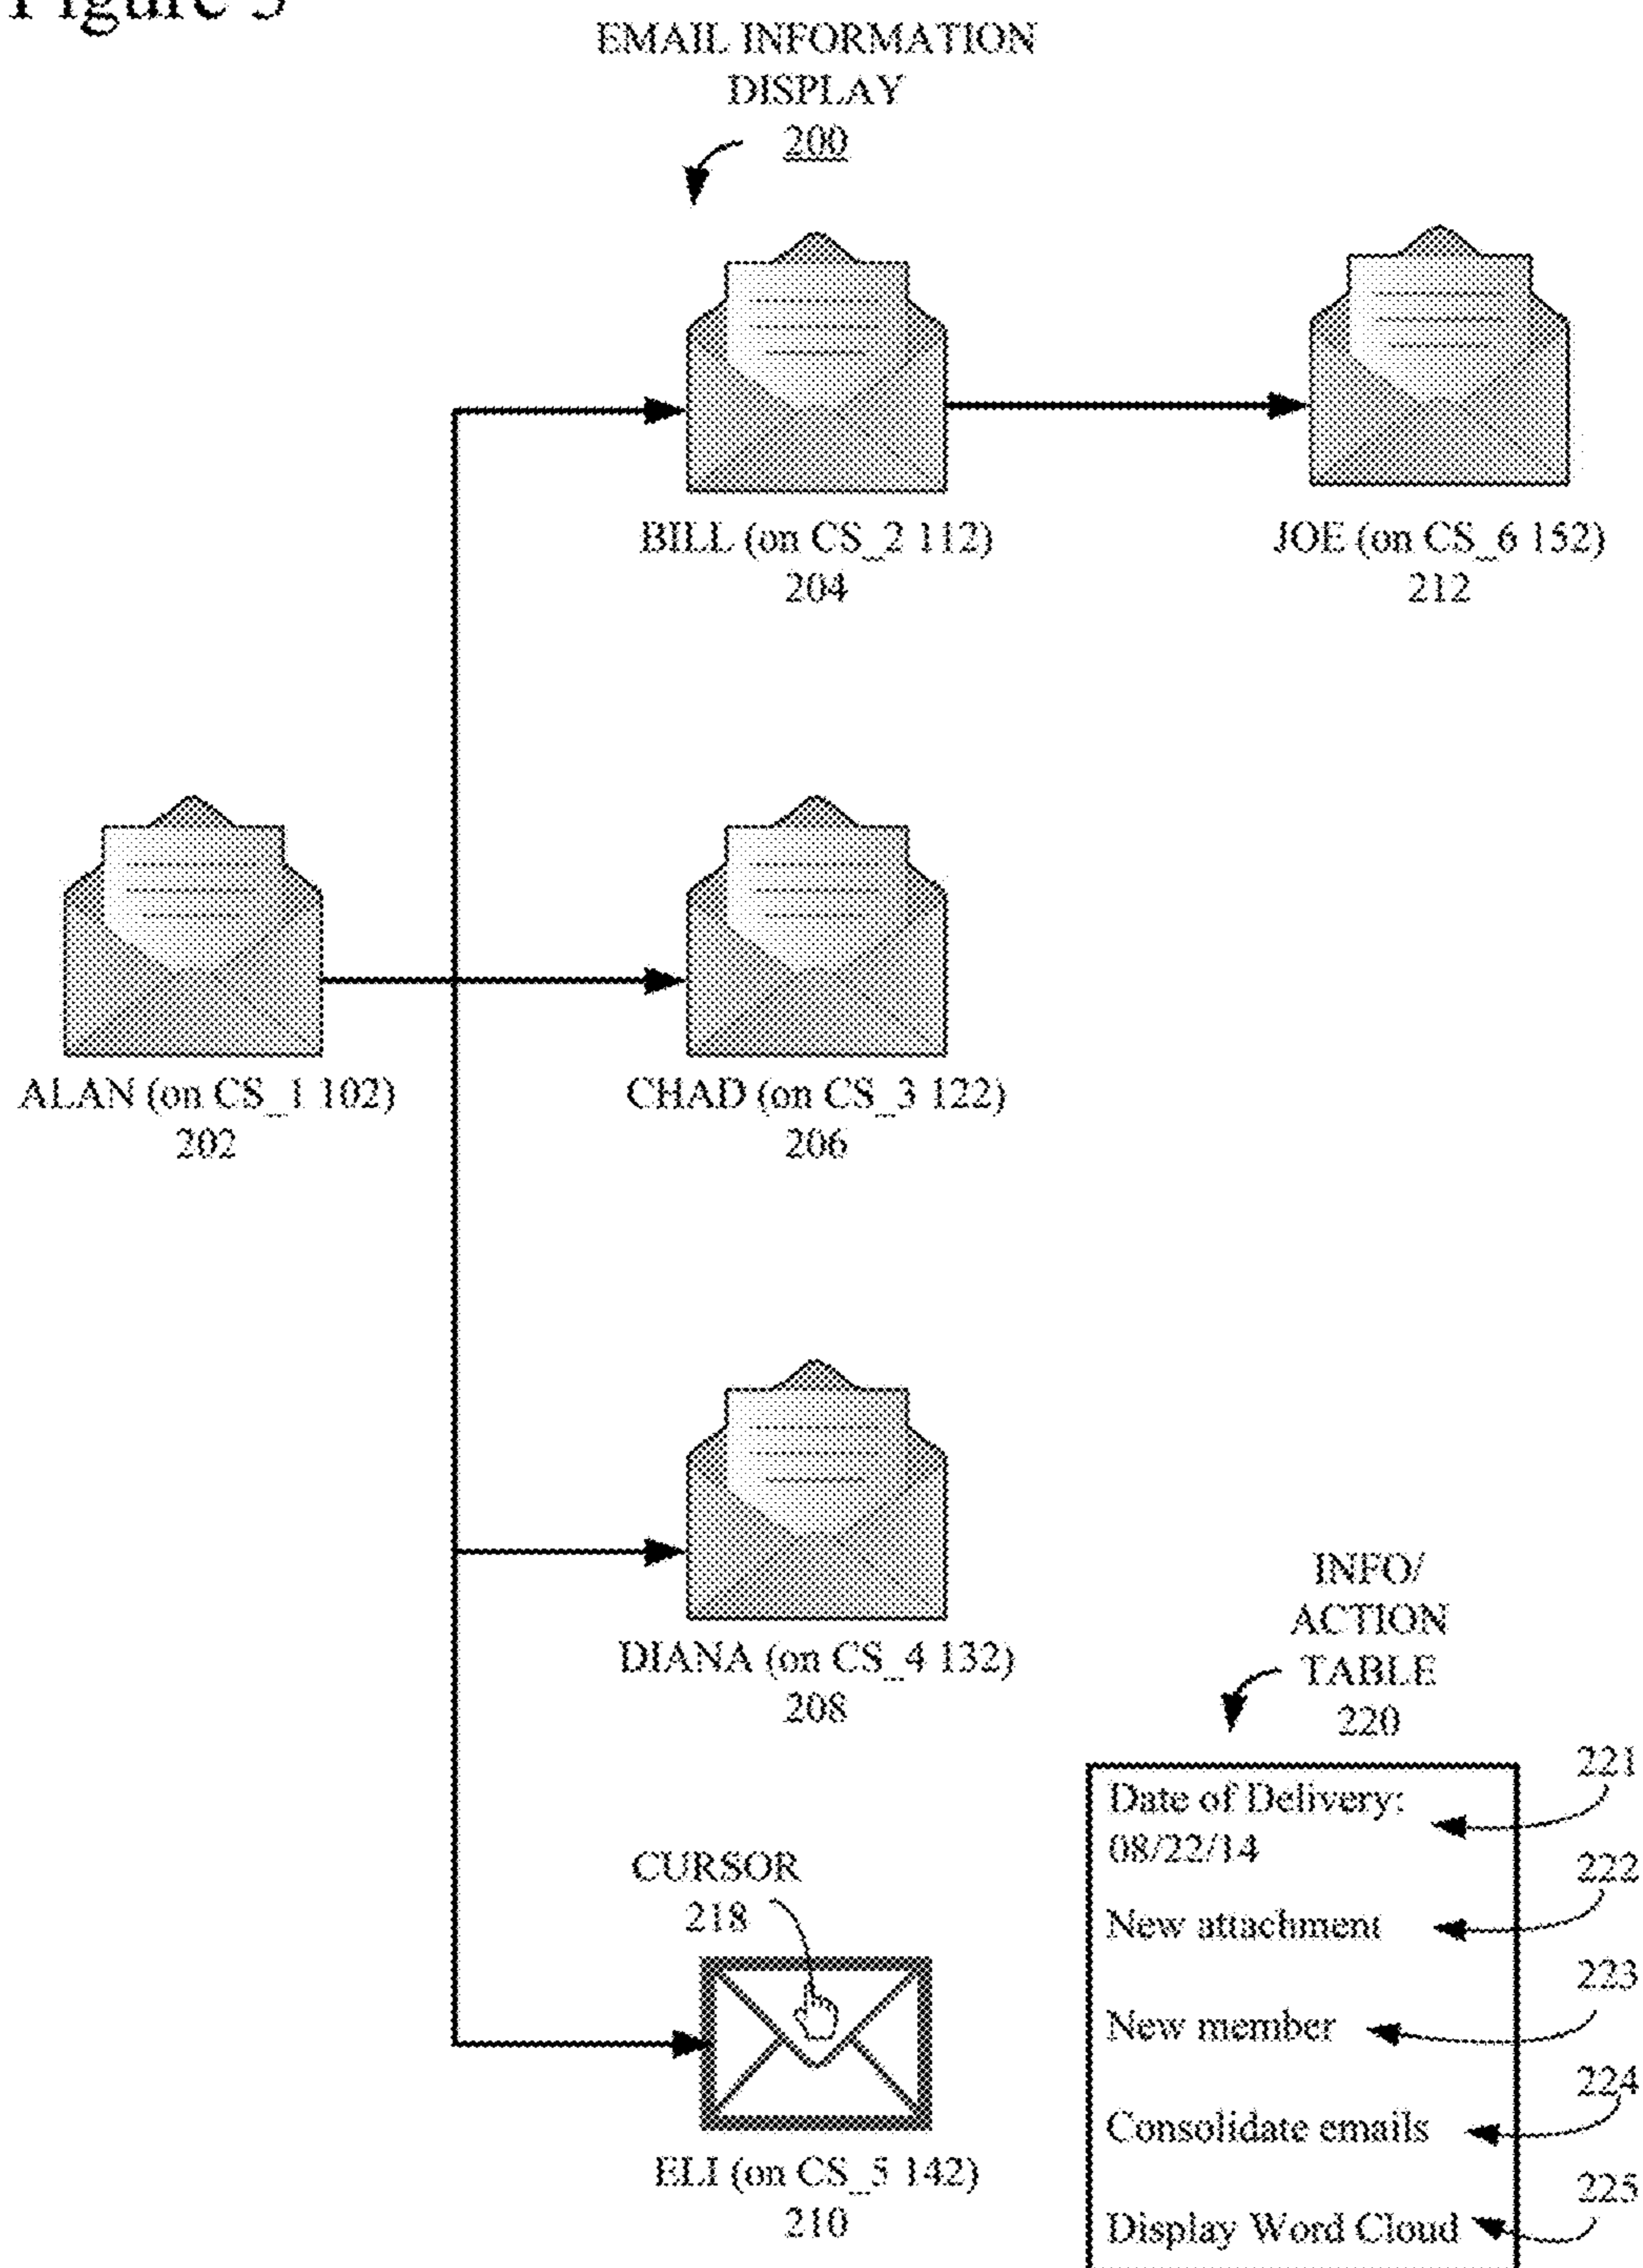 Figure 3
EMAIL INFORMATION
DISPLAY
200
BILL (on CS_2 112)
204
JOE (on CS_6 152)
212
ALAN (on CS_1 102)
202
CHAD (on CS_3 122)
206
DIANA (on CS_4 132)
208
INFO/
ACTION
TABLE
220
221
Date of Delivery:
08/22/14
222
New attachment
223
New member
224
Consolidate emails
225
Display Word Cloud
CURSOR
218
ELI (on CS_5 142)
210